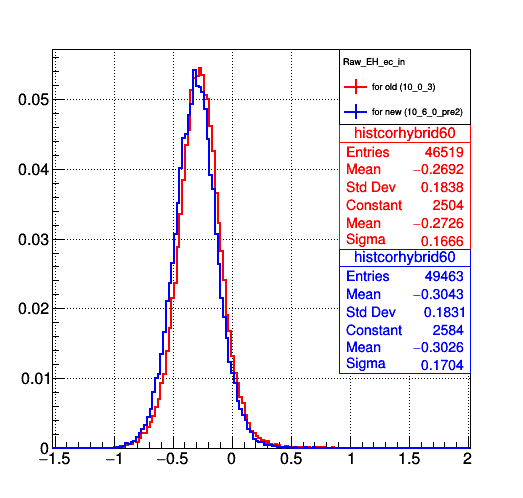 Raw_EH_ec_in
for old (10_0_3)
for new (10_6_0_pre2)
histcorhybrid60
Entries 46519
Mean −0.2692
Std Dev 0.1838
Constant 2504
Mean −0.2726
Sigma 0.1666
histcorhybrid60
Entries 49463
Mean −0.3043
Std Dev 0.1831
Constant 2584
Mean −0.3026
Sigma 0.1704
0.05
0.04
0.03
0.02
0.01
0
−1.5 −1 −0.5 0 0.5 1 1.5 2